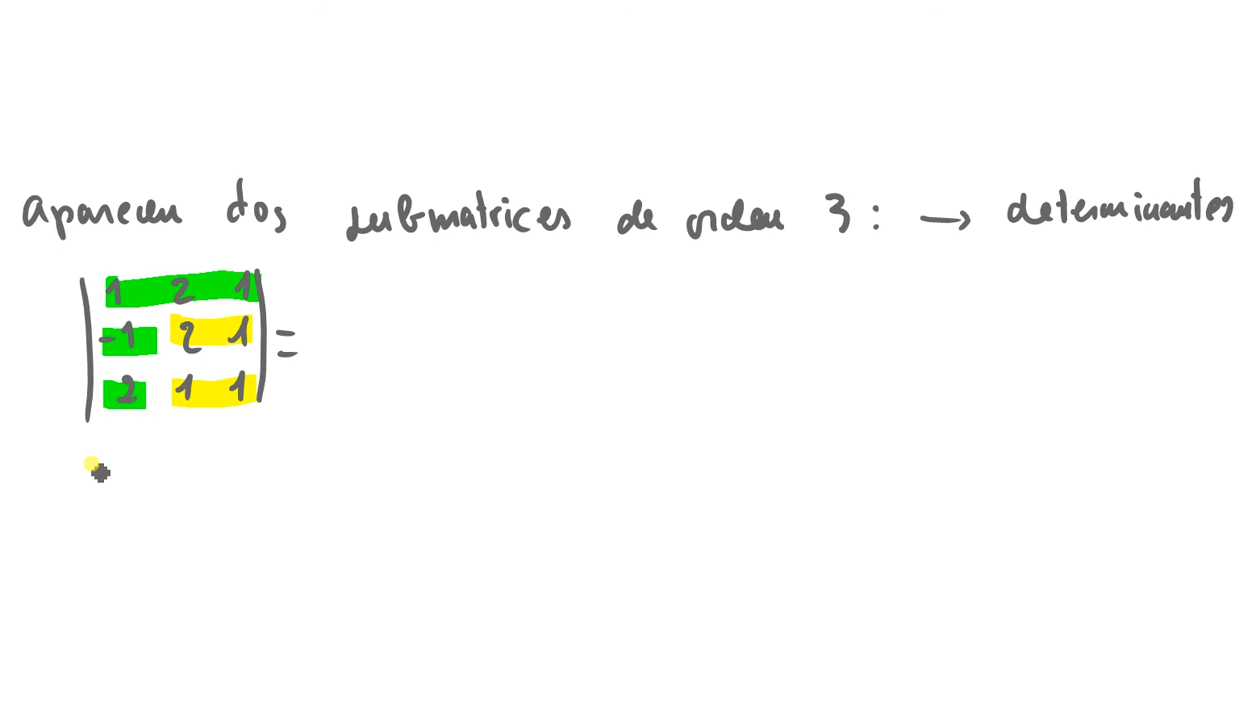 aparecen dos submatrices de orden 3: → determinantes
| 1 2 1 |
| -1 2 1 | =
| 2 1 1 |